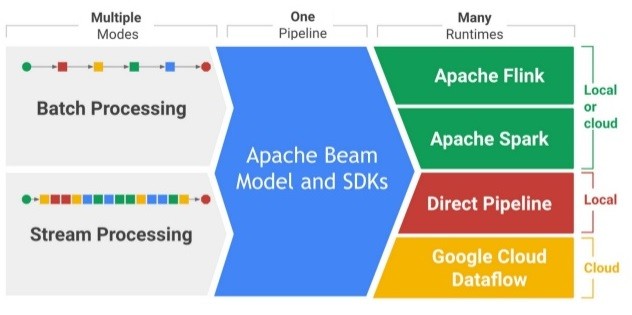 Multiple
Modes
One
Pipeline
Many
Runtimes
Batch Processing
Stream Processing
Apache Beam
Model and SDKs
Apache Flink
Apache Spark
Direct Pipeline
Google Cloud
Dataflow
Local
or
cloud
Local
Cloud